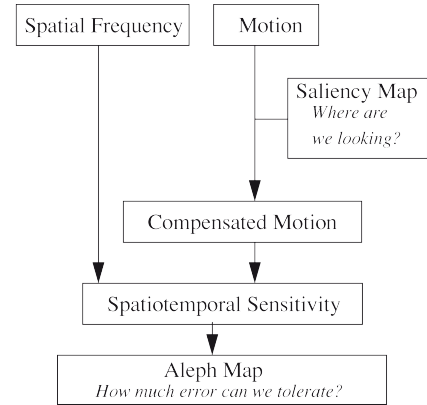 Spatial Frequency
Motion
Saliency Map
Where are
we looking?
Compensated Motion
Spatiotemporal Sensitivity
Aleph Map
How much error can we tolerate?